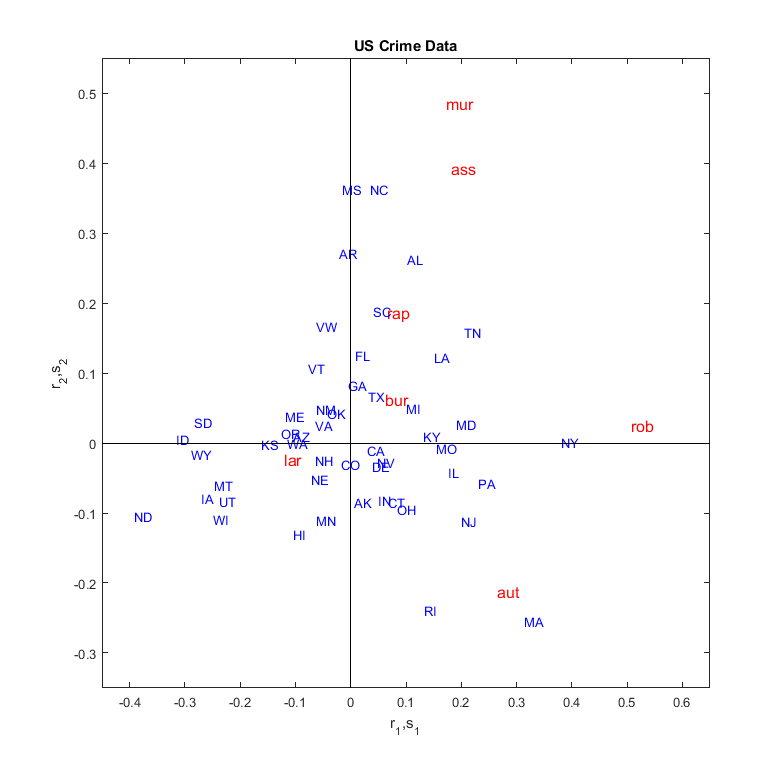 US Crime Data
0.5
0.4
0.3
0.2
0.1
0
-0.1
-0.2
-0.3
r2,s2
mur
ass
MS NC
AR
AL
SC
rap
VW
TN
FL
LA
VT
GA
TX
bur
NM
MI
OK
ME
SD
VA
MD
rob
OR
AZ
KY
ID
KS
WA
NY
MO
CA
WY
lar
NH
CO
NV
DE
IL
NE
PA
MT
IA
UT
AK
IN
CT
OH
ND
WI
MN
NJ
HI
aut
RI
MA
-0.4 -0.3 -0.2 -0.1 0 0.1 0.2 0.3 0.4 0.5 0.6
r1,s1